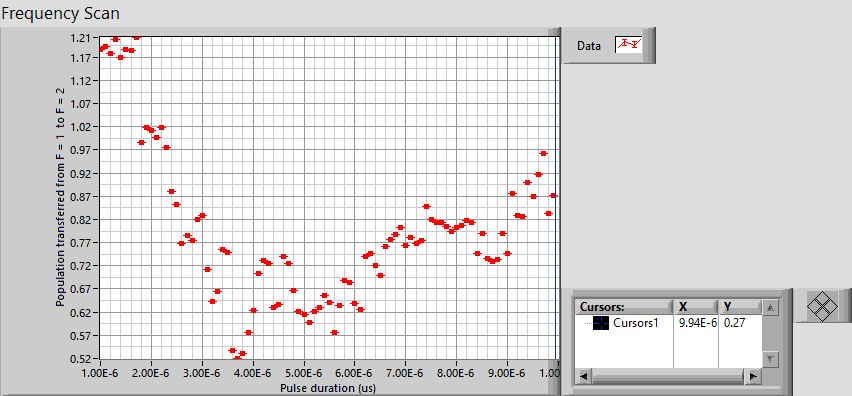 Frequency Scan
Population transferred from F = 1 to F = 2
1.21
1.17
1.12
1.07
1.02
0.97
0.92
0.87
0.82
0.77
0.72
0.67
0.62
0.57
0.52
1.00E-6 2.00E-6 3.00E-6 4.00E-6 5.00E-6 6.00E-6 7.00E-6 8.00E-6 9.00E-6 1.00
Pulse duration (us)
Data
Cursors: X Y
Cursors1 9.94E-6 0.27